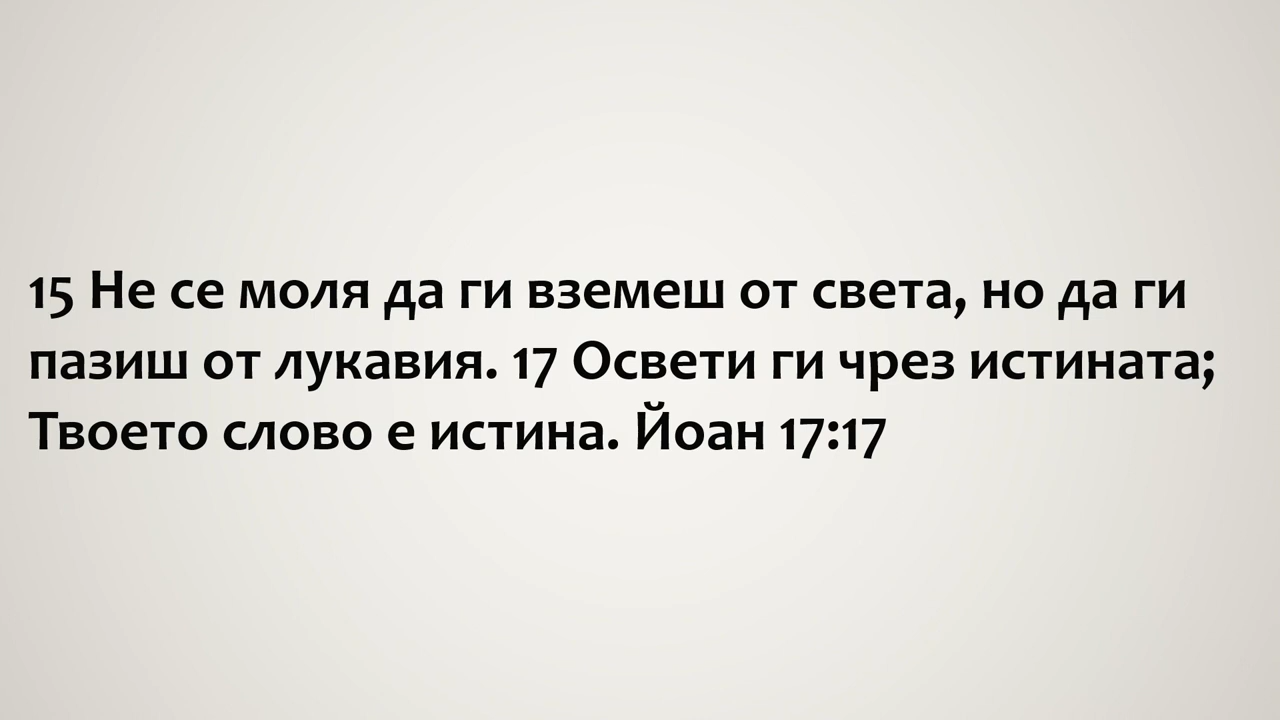 15 Не се моля да ги вземеш от света, но да ги
пазиш от лукавия. 17 Освети ги чрез истината;
Твоето слово е истина. Йоан 17:17